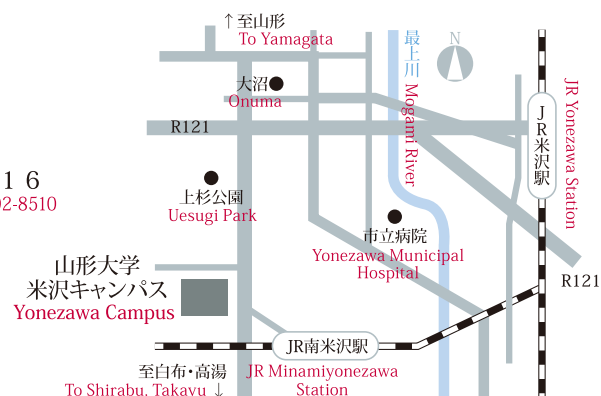 ↑至山形
To Yamagata
最上川
Mogami River
N
大沼
Onuma
R121
JR米沢駅
JR Yonezawa Station
16
92-8510
上杉公園
Uesugi Park
市立病院
Yonezawa Municipal
Hospital
R121
山形大学
米沢キャンパス
Yonezawa Campus
JR南米沢駅
JR Minamiyonezawa
Station
至白布・高湯
To Shirabu, Takayu ↓